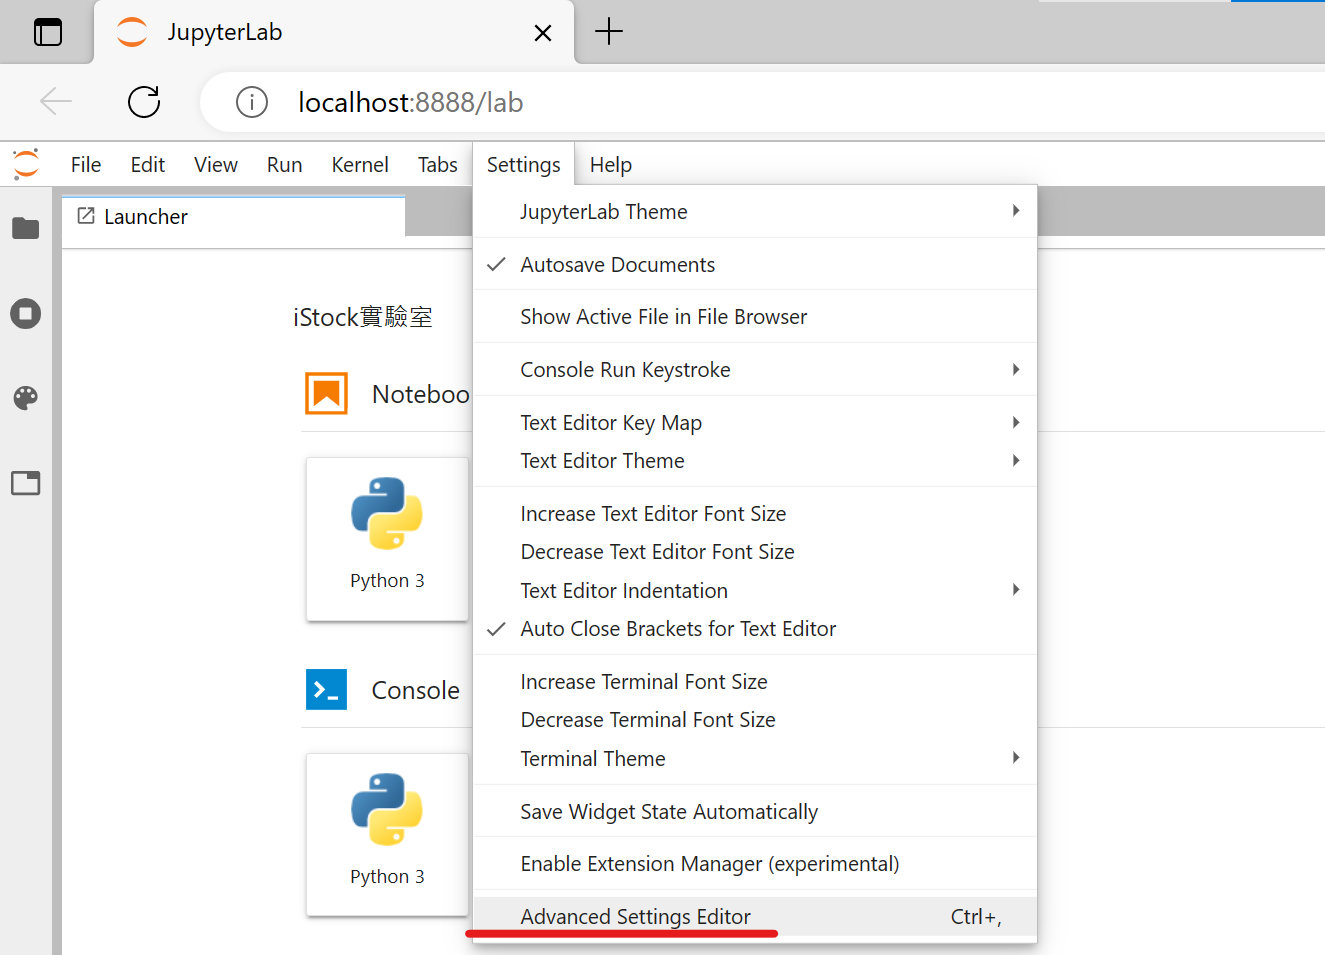 JupyterLab
localhost:8888/lab
File Edit View Run Kernel Tabs Settings Help
Launcher
JupyterLab Theme
Autosave Documents
Show Active File in File Browser
Console Run Keystroke
Text Editor Key Map
Text Editor Theme
Increase Text Editor Font Size
Decrease Text Editor Font Size
Text Editor Indentation
Auto Close Brackets for Text Editor
Increase Terminal Font Size
Decrease Terminal Font Size
Terminal Theme
Save Widget State Automatically
Enable Extension Manager (experimental)
Advanced Settings Editor Ctrl+,
iStock實驗室
Noteboo
Python 3
Console
Python 3